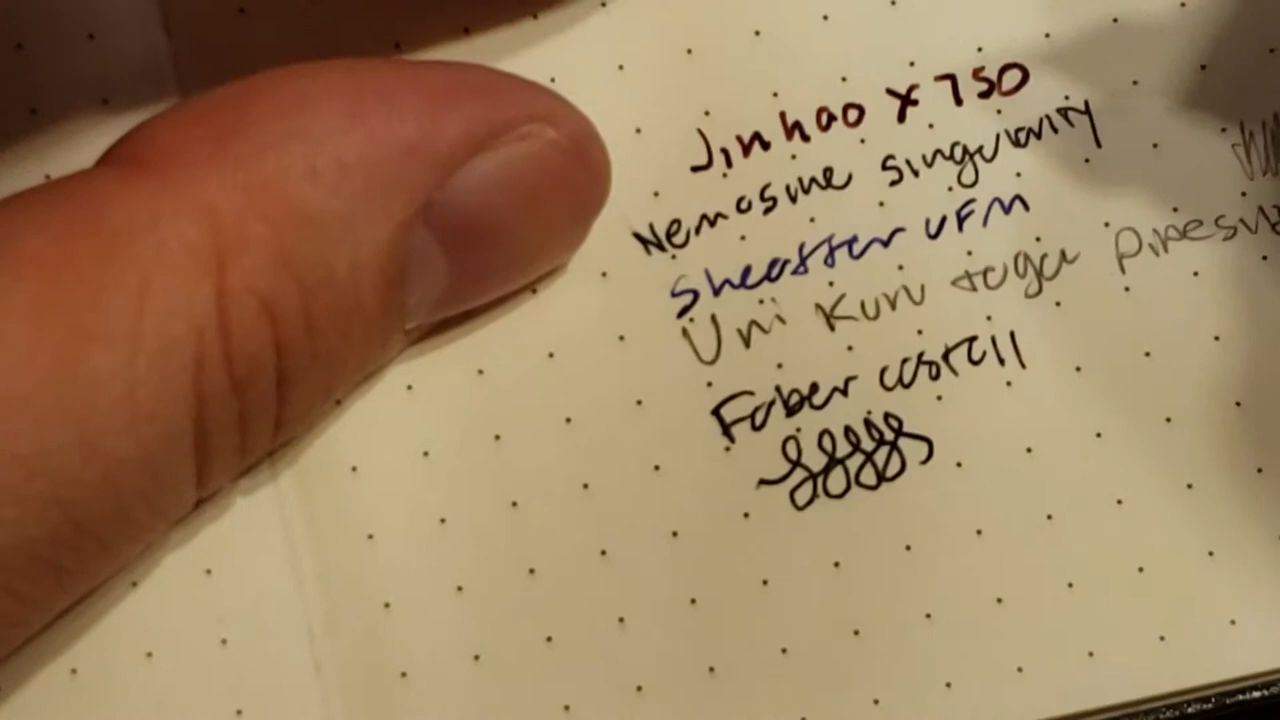 Jinhao x750
Nemosine singularity
Sheaffer VFM
Uni Kuru toga
Faber castell